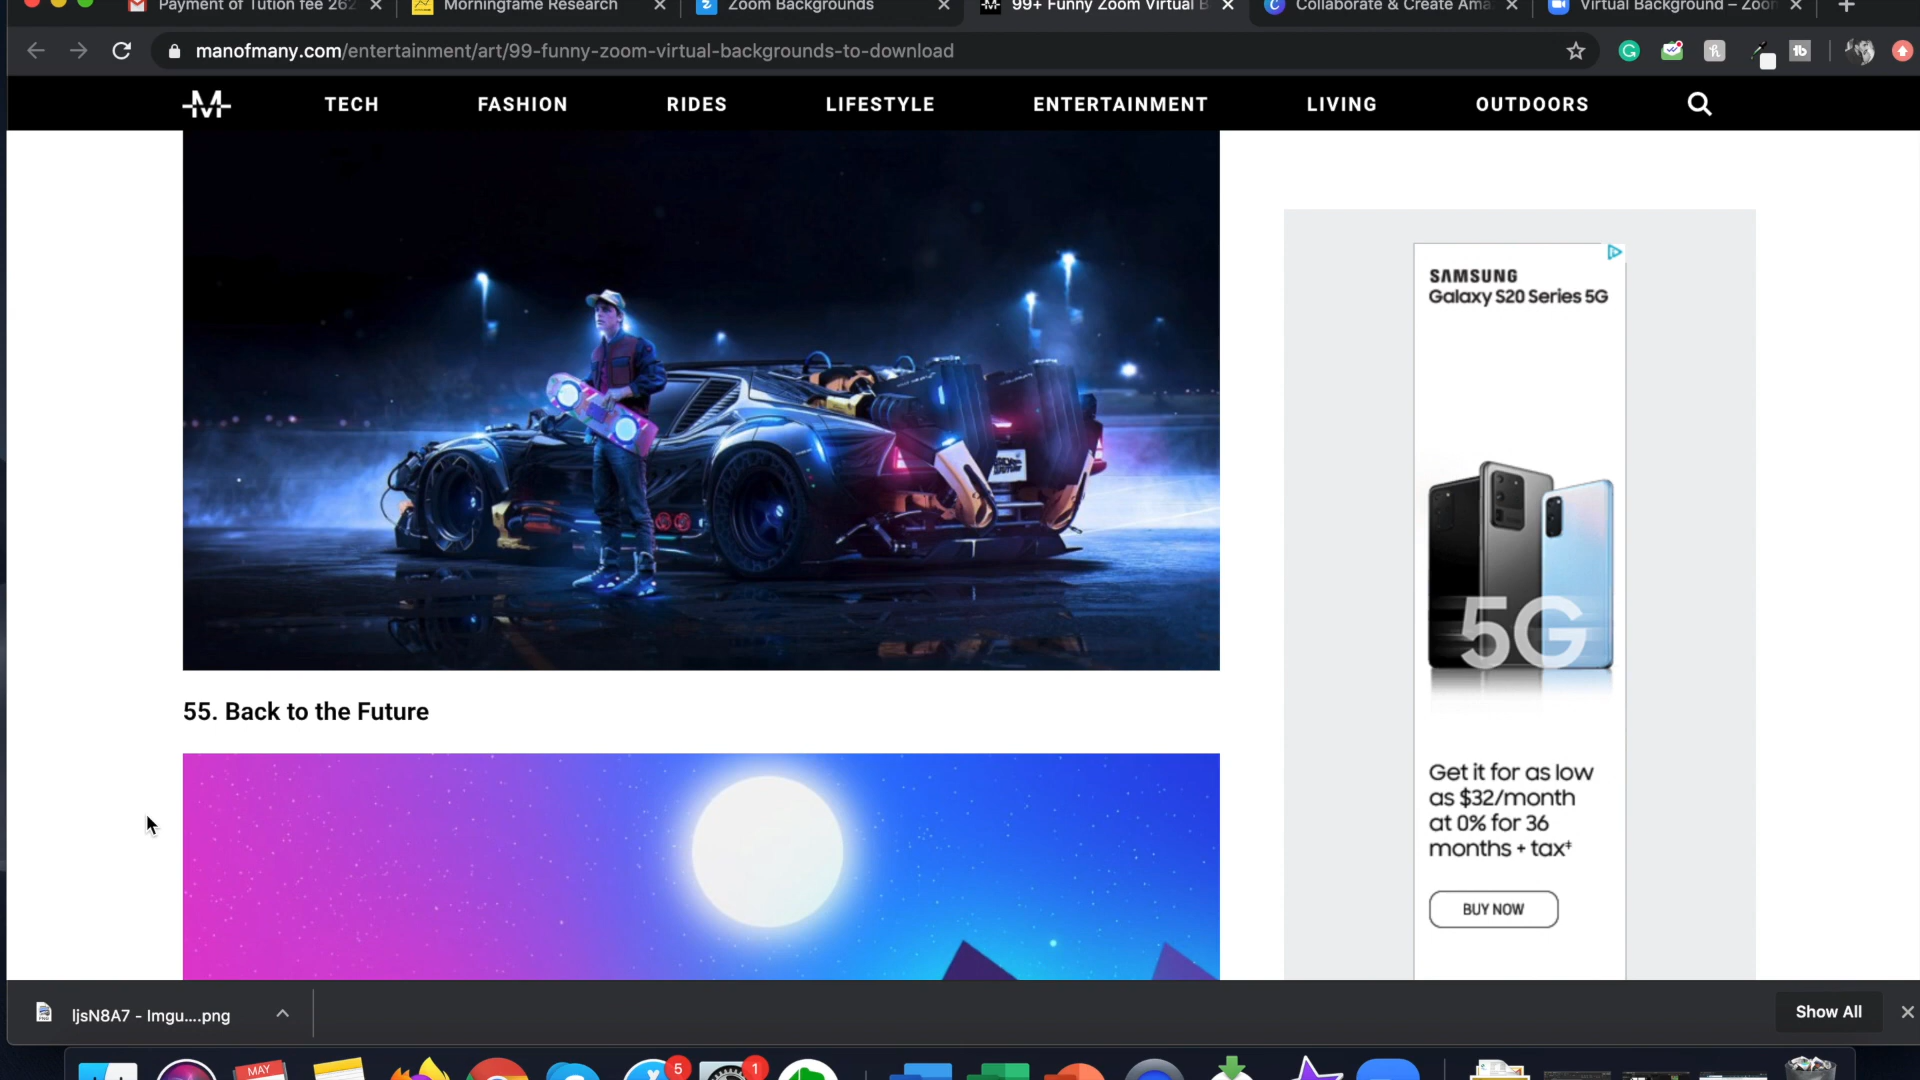 Payment of Tution fee 262
Morningfame Research
Zoom Backgrounds
99+ Funny Zoom Virtual B
Collaborate & Create Ama
Virtual Background – Zoom
manofmany.com/entertainment/art/99-funny-zoom-virtual-backgrounds-to-download
M
TECH
FASHION
RIDES
LIFESTYLE
ENTERTAINMENT
LIVING
OUTDOORS
SAMSUNG
Galaxy S20 Series 5G
5G
55. Back to the Future
Get it for as low
as $32/month
at 0% for 36
months + tax‡
BUY NOW
ljsN8A7 - Imgu....png
Show All
MAY
5
1